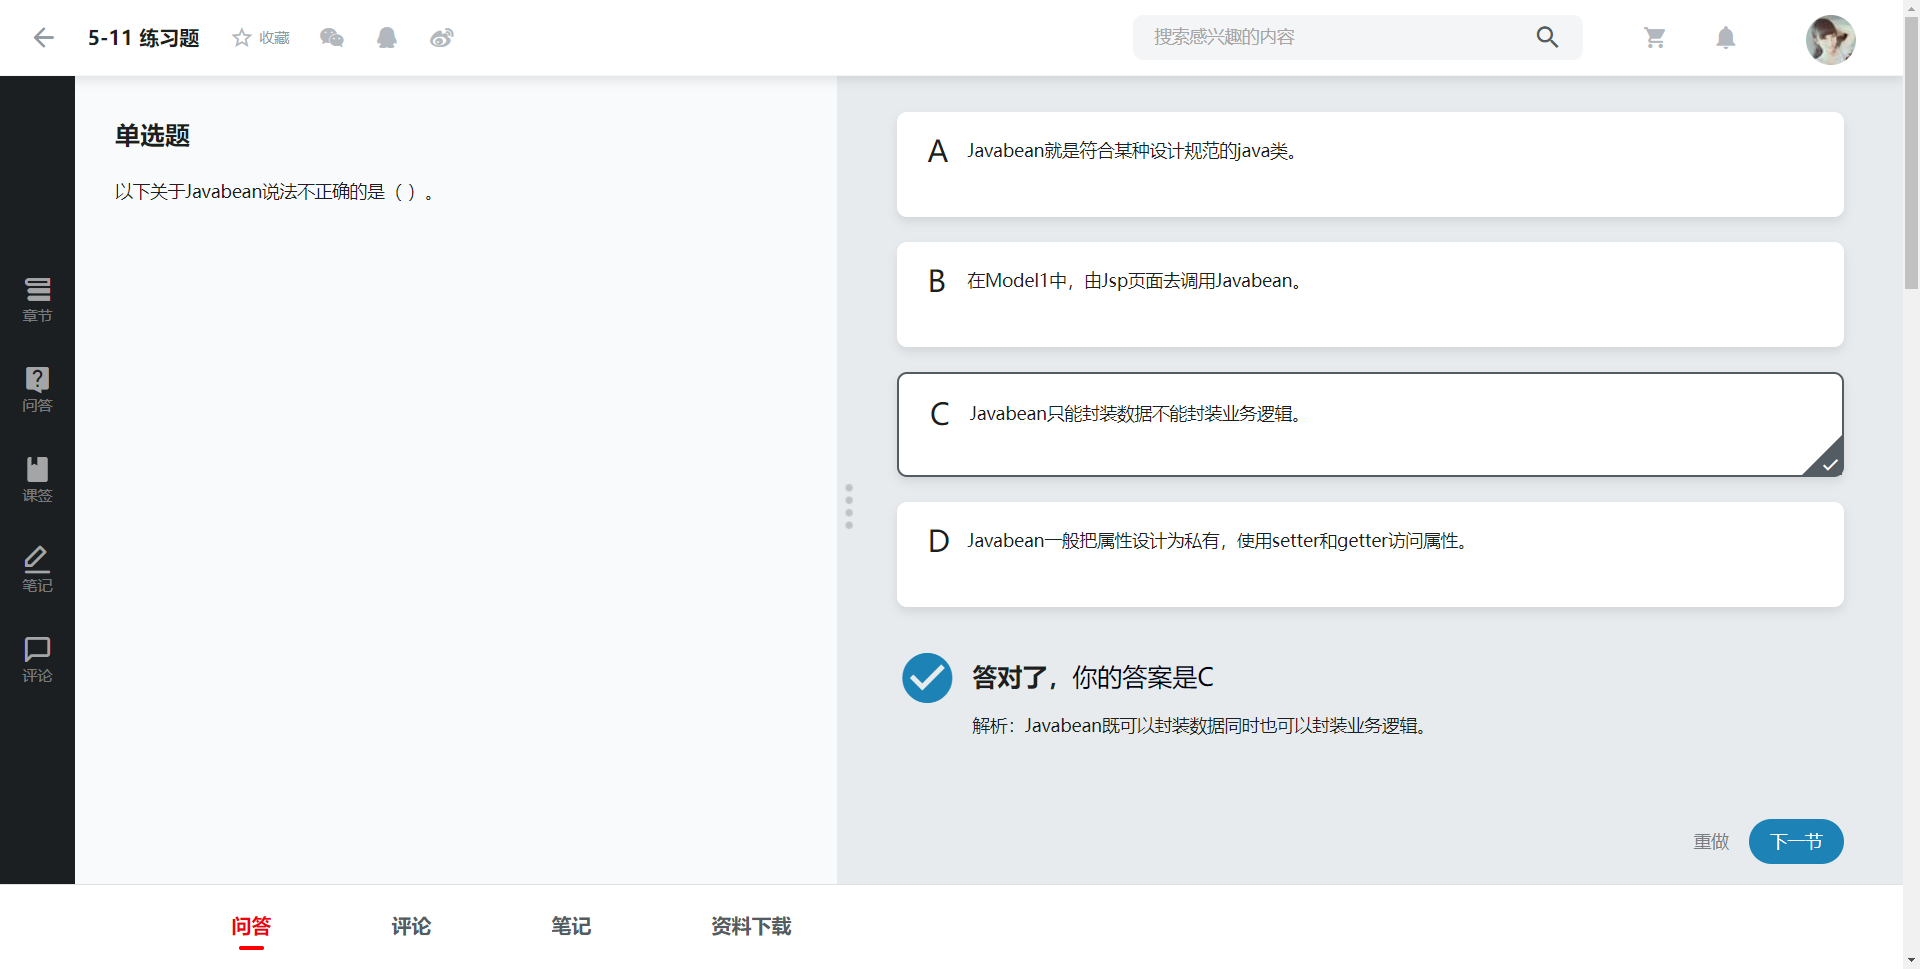 5-11 练习题
收藏
搜索感兴趣的内容
章节
问答
课签
笔记
评论
单选题
以下关于Javabean说法不正确的是（ ）。
A Javabean就是符合某种设计规范的java类。
B 在Model1中，由Jsp页面去调用Javabean。
C Javabean只能封装数据不能封装业务逻辑。
D Javabean一般把属性设计为私有，使用setter和getter访问属性。
答对了，你的答案是C
解析：Javabean既可以封装数据同时也可以封装业务逻辑。
重做
下一节
问答
评论
笔记
资料下载